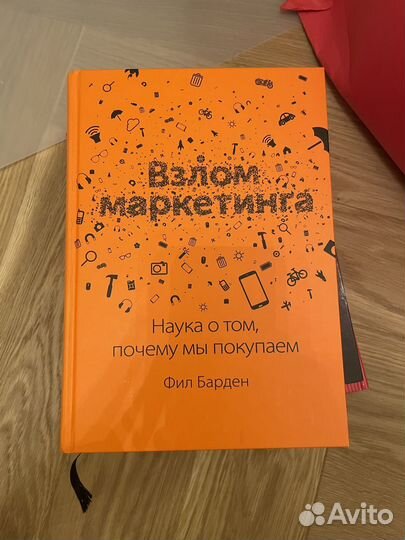 Взлом
маркетинга
Наука о том,
почему мы покупаем
Фил Барден
Avito